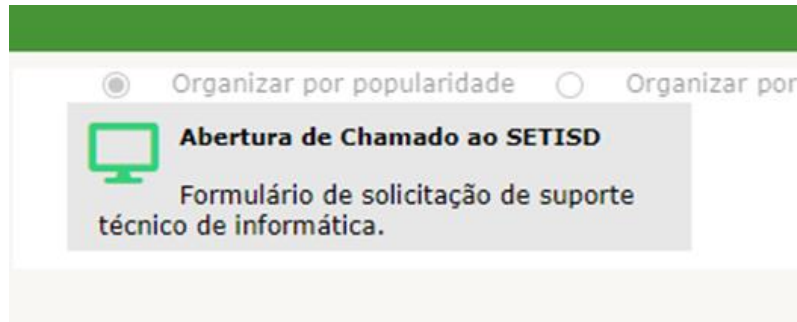 Organizar por popularidade Organizar por
Abertura de Chamado ao SETISD
Formulário de solicitação de suporte
técnico de informática.